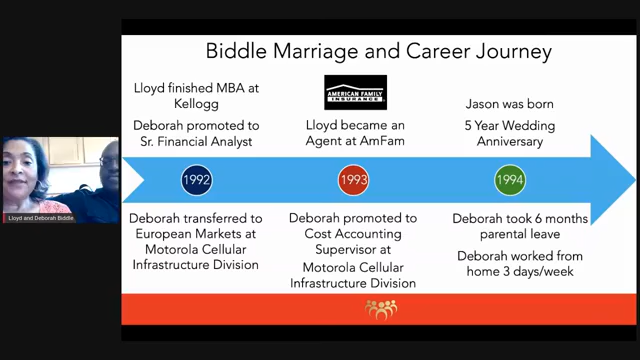 Biddle Marriage and Career Journey
Lloyd finished MBA at
Kellogg
Deborah promoted to
Sr. Financial Analyst
AMERICAN FAMILY
INSURANCE
Lloyd became an
Agent at AmFam
Jason was born
5 Year Wedding
Anniversary
1992
1993
1994
Deborah transferred to
European Markets at
Motorola Cellular
Infrastructure Division
Deborah promoted to
Cost Accounting
Supervisor at
Motorola Cellular
Infrastructure Division
Deborah took 6 months
parental leave
Deborah worked from
home 3 days/week
Lloyd and Deborah Biddle